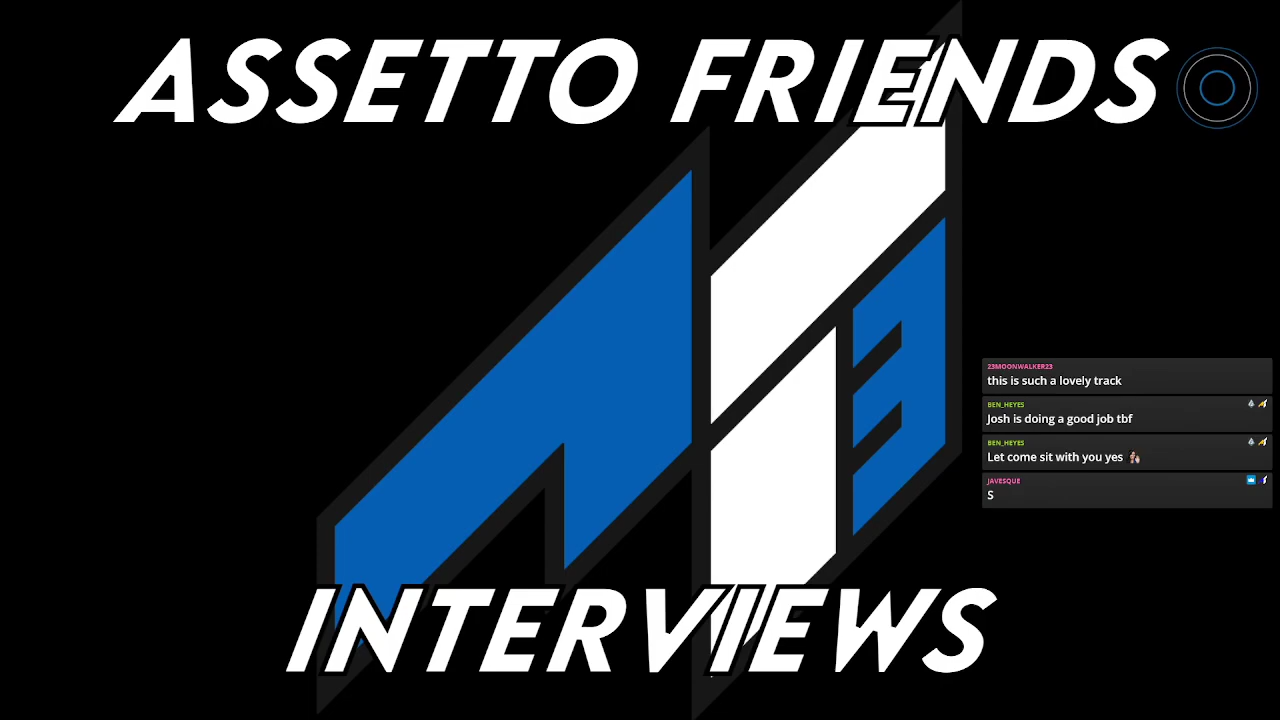 ASSETTO FRIENDS
23MOONWALKER23
this is such a lovely track
BEN_HEYES
Josh is doing a good job tbf
BEN_HEYES
Let come sit with you yes
JAVESQUE
S
INTERVIEWS